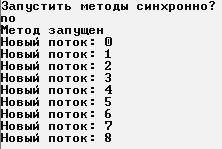 Запустить методы синхронно?
no
Метод запущен
Новый поток: 0
Новый поток: 1
Новый поток: 2
Новый поток: 3
Новый поток: 4
Новый поток: 5
Новый поток: 6
Новый поток: 7
Новый поток: 8